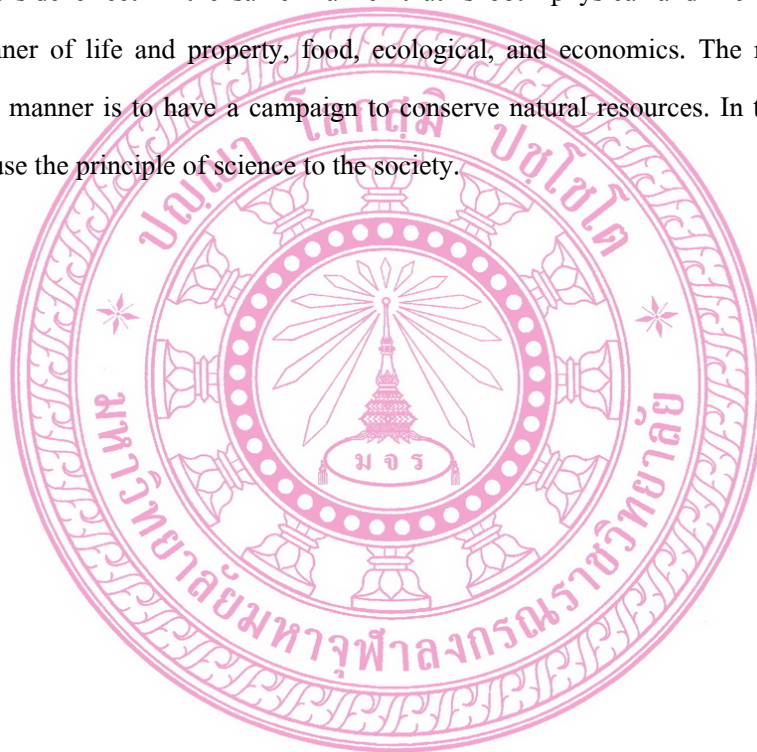 nner of life and property, food, ecological, and economics. The
manner is to have a campaign to conserve natural resources. In
use the principle of science to the society.
ปญฺญา โลกสฺมิ ปชฺโชโต
ม จ ร
มหาวิทยาลัยมหาจุฬาลงกรณราชวิทยาลัย